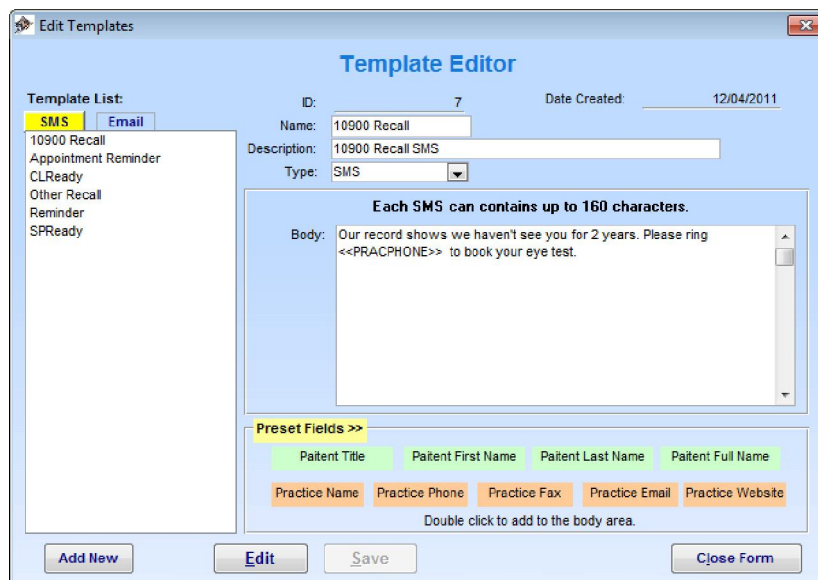 Edit Templates
Template Editor
Template List:
SMS Email
10900 Recall
Appointment Reminder
CLReady
Other Recall
Reminder
SPReady
ID: 7 Date Created: 12/04/2011
Name: 10900 Recall
Description: 10900 Recall SMS
Type: SMS
Each SMS can contains up to 160 characters.
Body: Our record shows we haven't see you for 2 years. Please ring
<<PRACPHONE>> to book your eye test.
Preset Fields >>
Paitent Title Paitent First Name Paitent Last Name Paitent Full Name
Practice Name Practice Phone Practice Fax Practice Email Practice Website
Double click to add to the body area.
Add New Edit Save Close Form